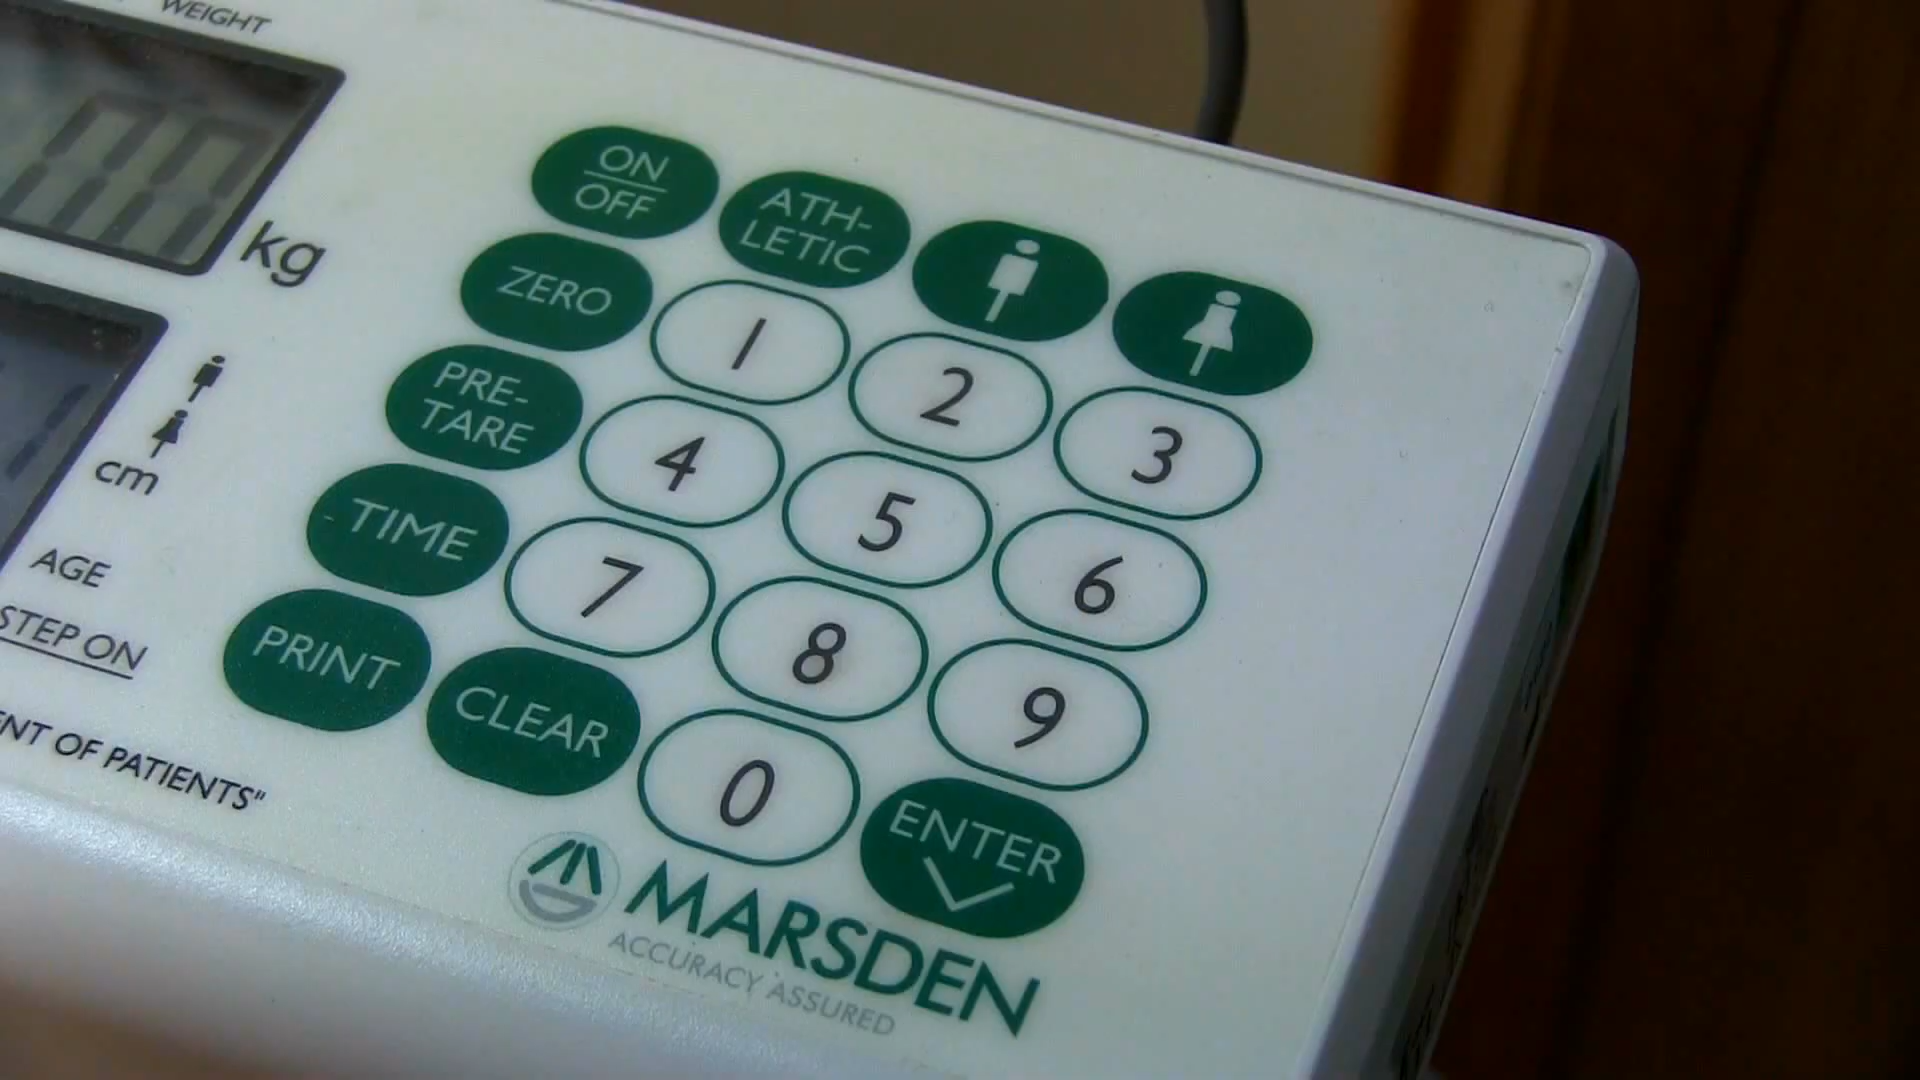 WEIGHT
kg
cm
AGE
STEP ON
OF PATIENTS"
ON
OFF
ATH-
LETIC
ZERO
1
2
3
PRE-
TARE
4
5
6
TIME
7
8
9
PRINT
CLEAR
0
ENTER
MARSDEN
ACCURACY ASSURED